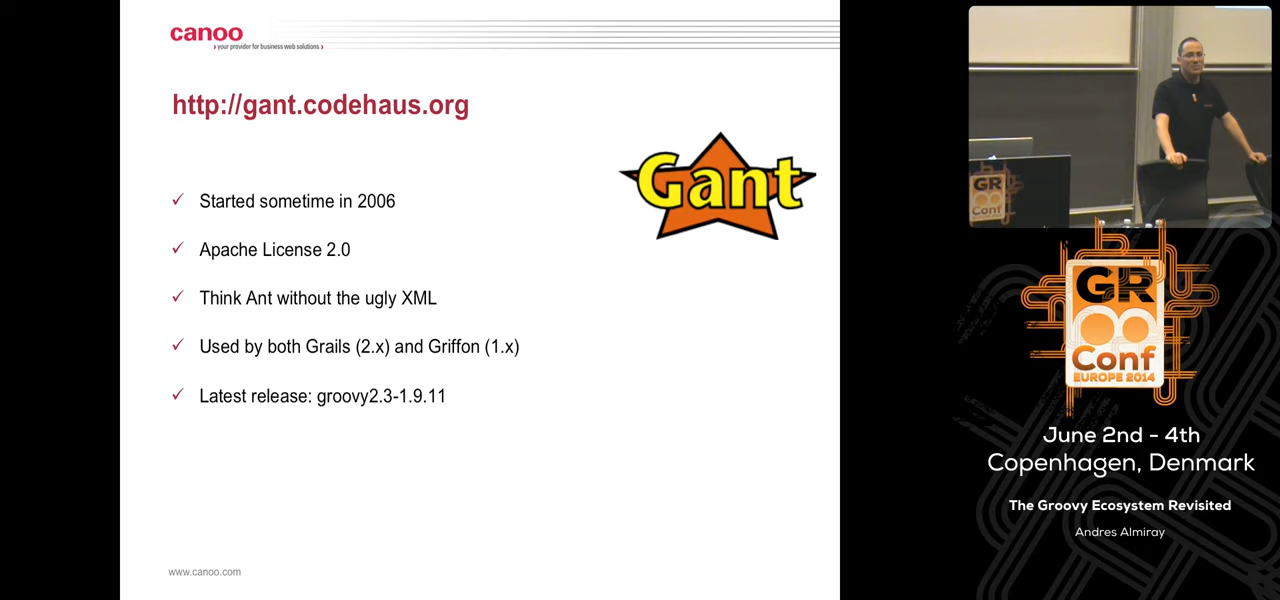 canoo
› your provider for business web solutions ›
http://gant.codehaus.org
Gant
Started sometime in 2006
Apache License 2.0
Think Ant without the ugly XML
Used by both Grails (2.x) and Griffon (1.x)
Latest release: groovy2.3-1.9.11
www.canoo.com
GR
Conf
GR
Conf
EUROPE 2014
June 2nd - 4th
Copenhagen, Denmark
The Groovy Ecosystem Revisited
Andres Almiray